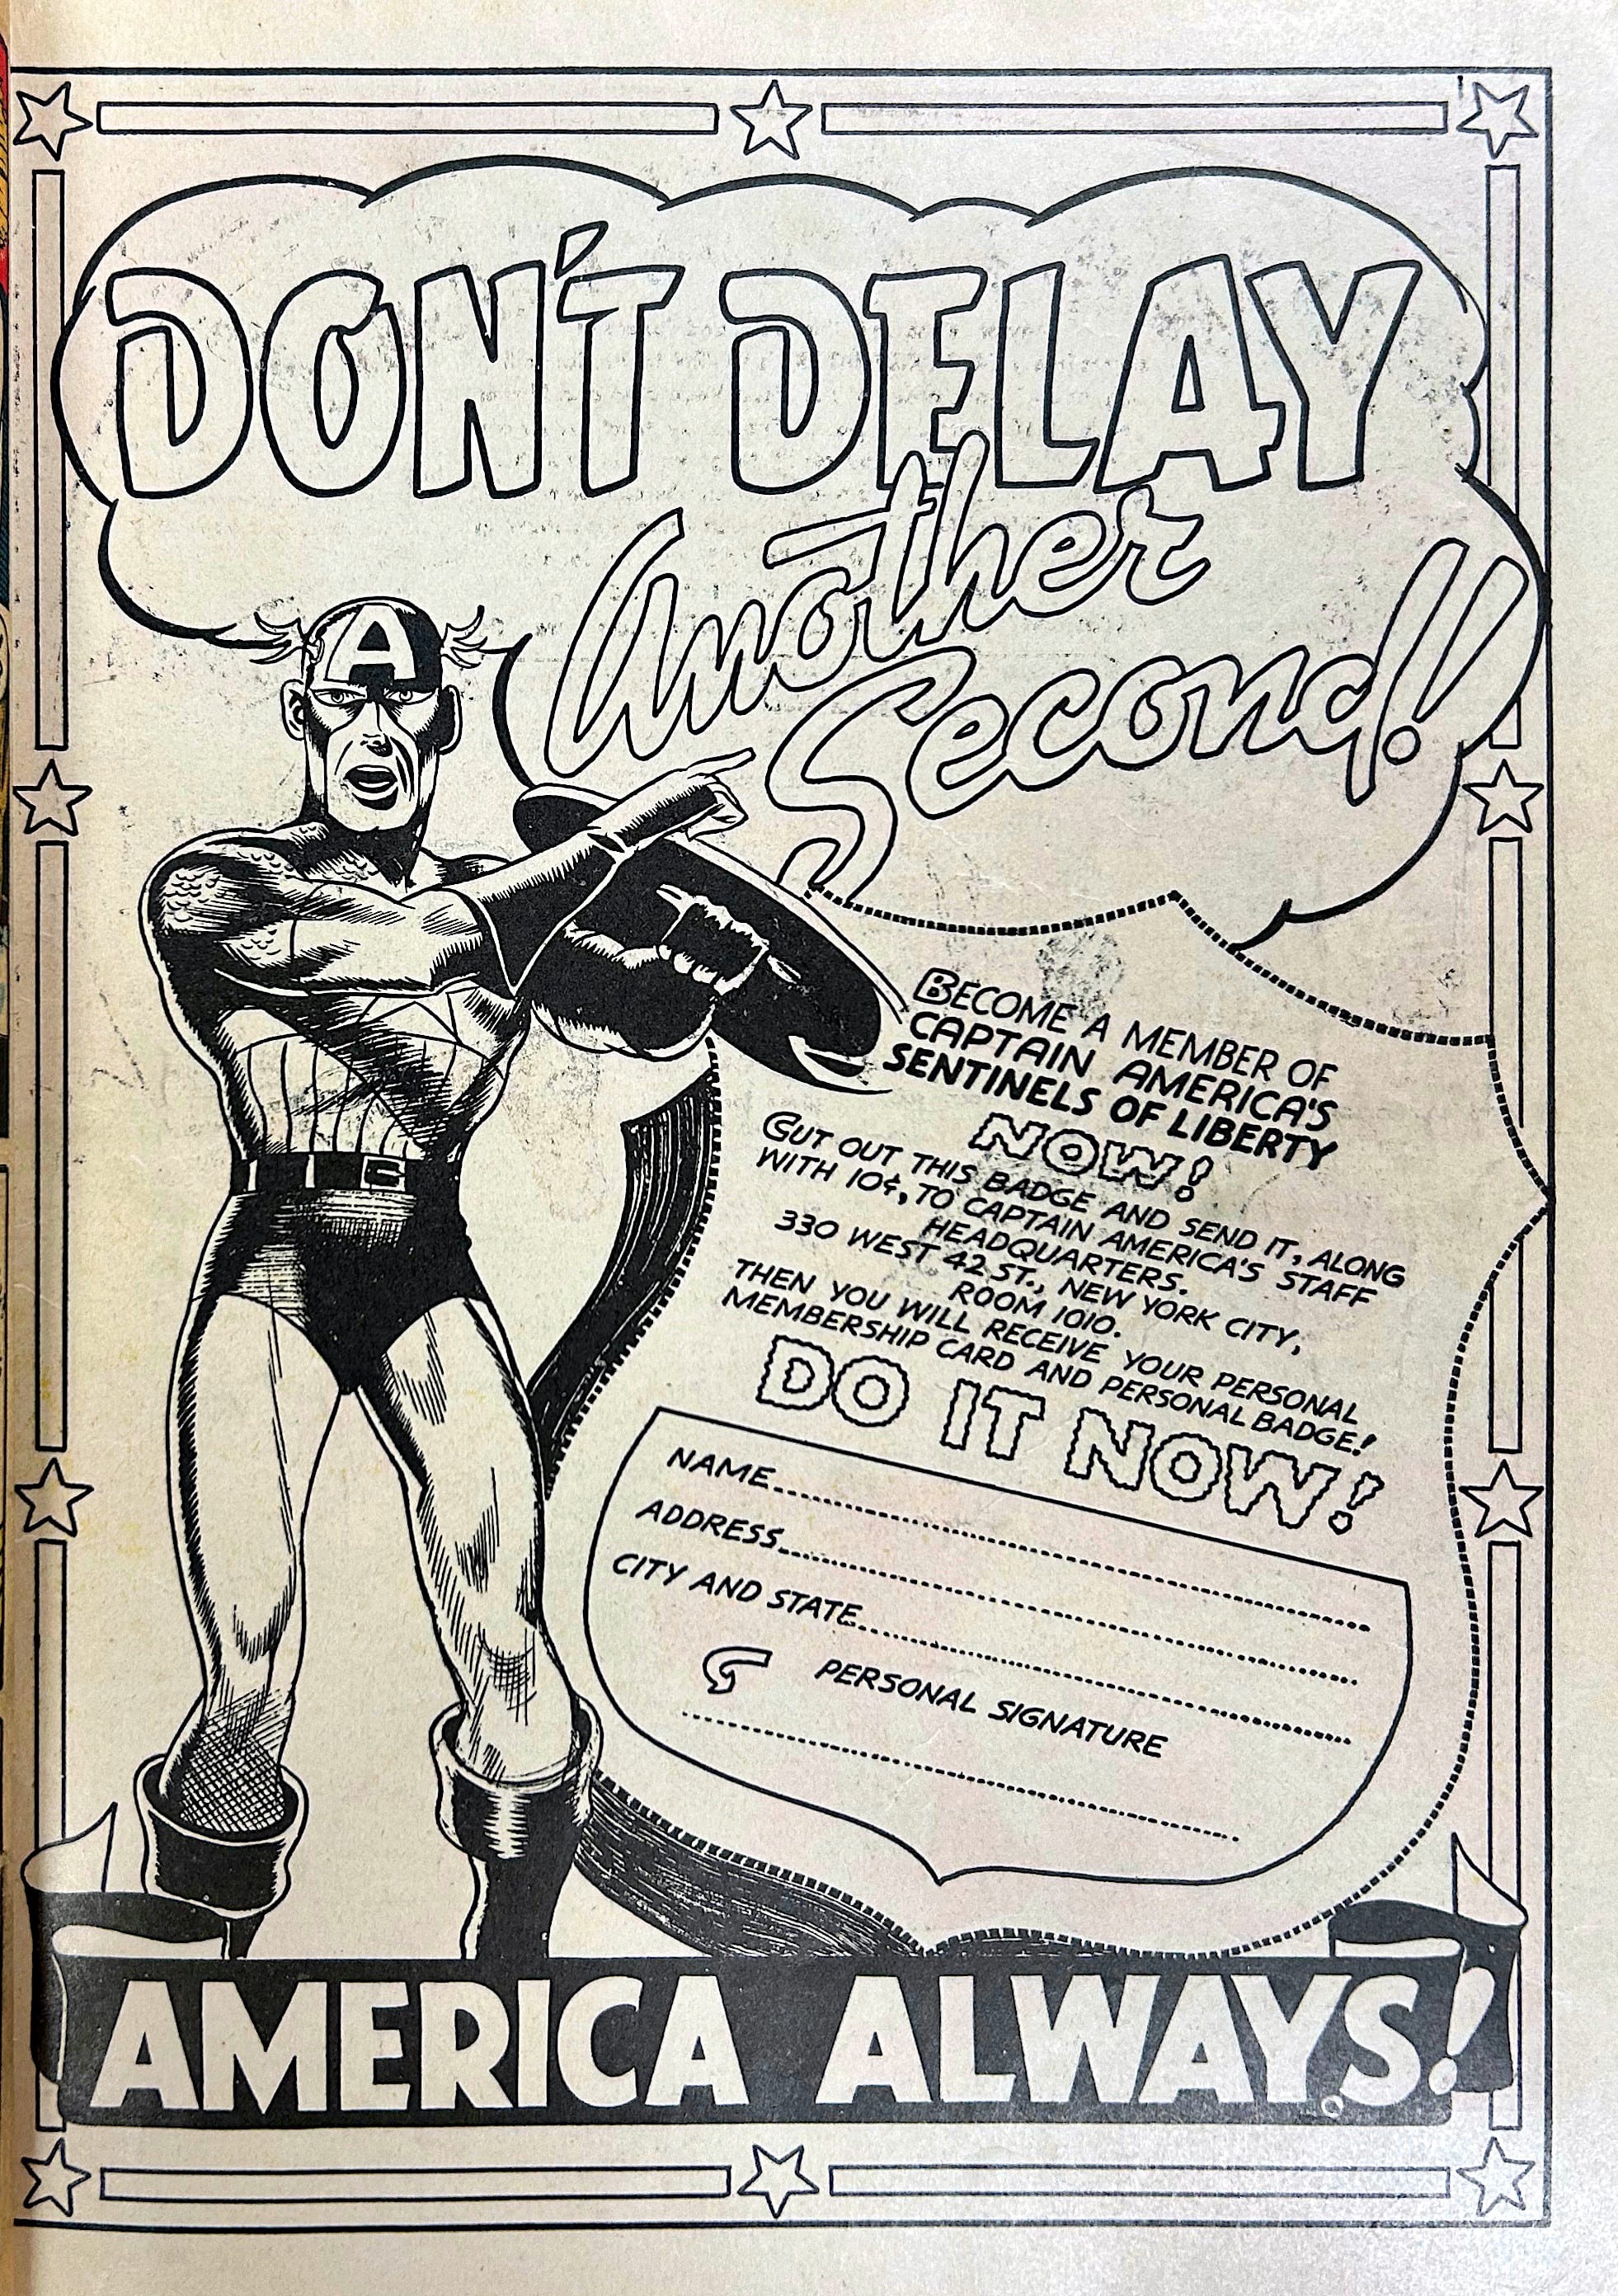 DON'T DELAY
Another
Second!!
A
BECOME A MEMBER OF
CAPTAIN AMERICA'S
SENTINELS OF LIBERTY
NOW!
CUT OUT THIS BADGE AND SEND IT, ALONG
WITH 10¢, TO CAPTAIN AMERICA'S STAFF
HEADQUARTERS.
330 WEST 42 ST., NEW YORK CITY,
ROOM 1010.
THEN YOU WILL RECEIVE YOUR PERSONAL
MEMBERSHIP CARD AND PERSONAL BADGE!
DO IT NOW!
NAME
ADDRESS
CITY AND STATE
PERSONAL SIGNATURE
AMERICA ALWAYS!